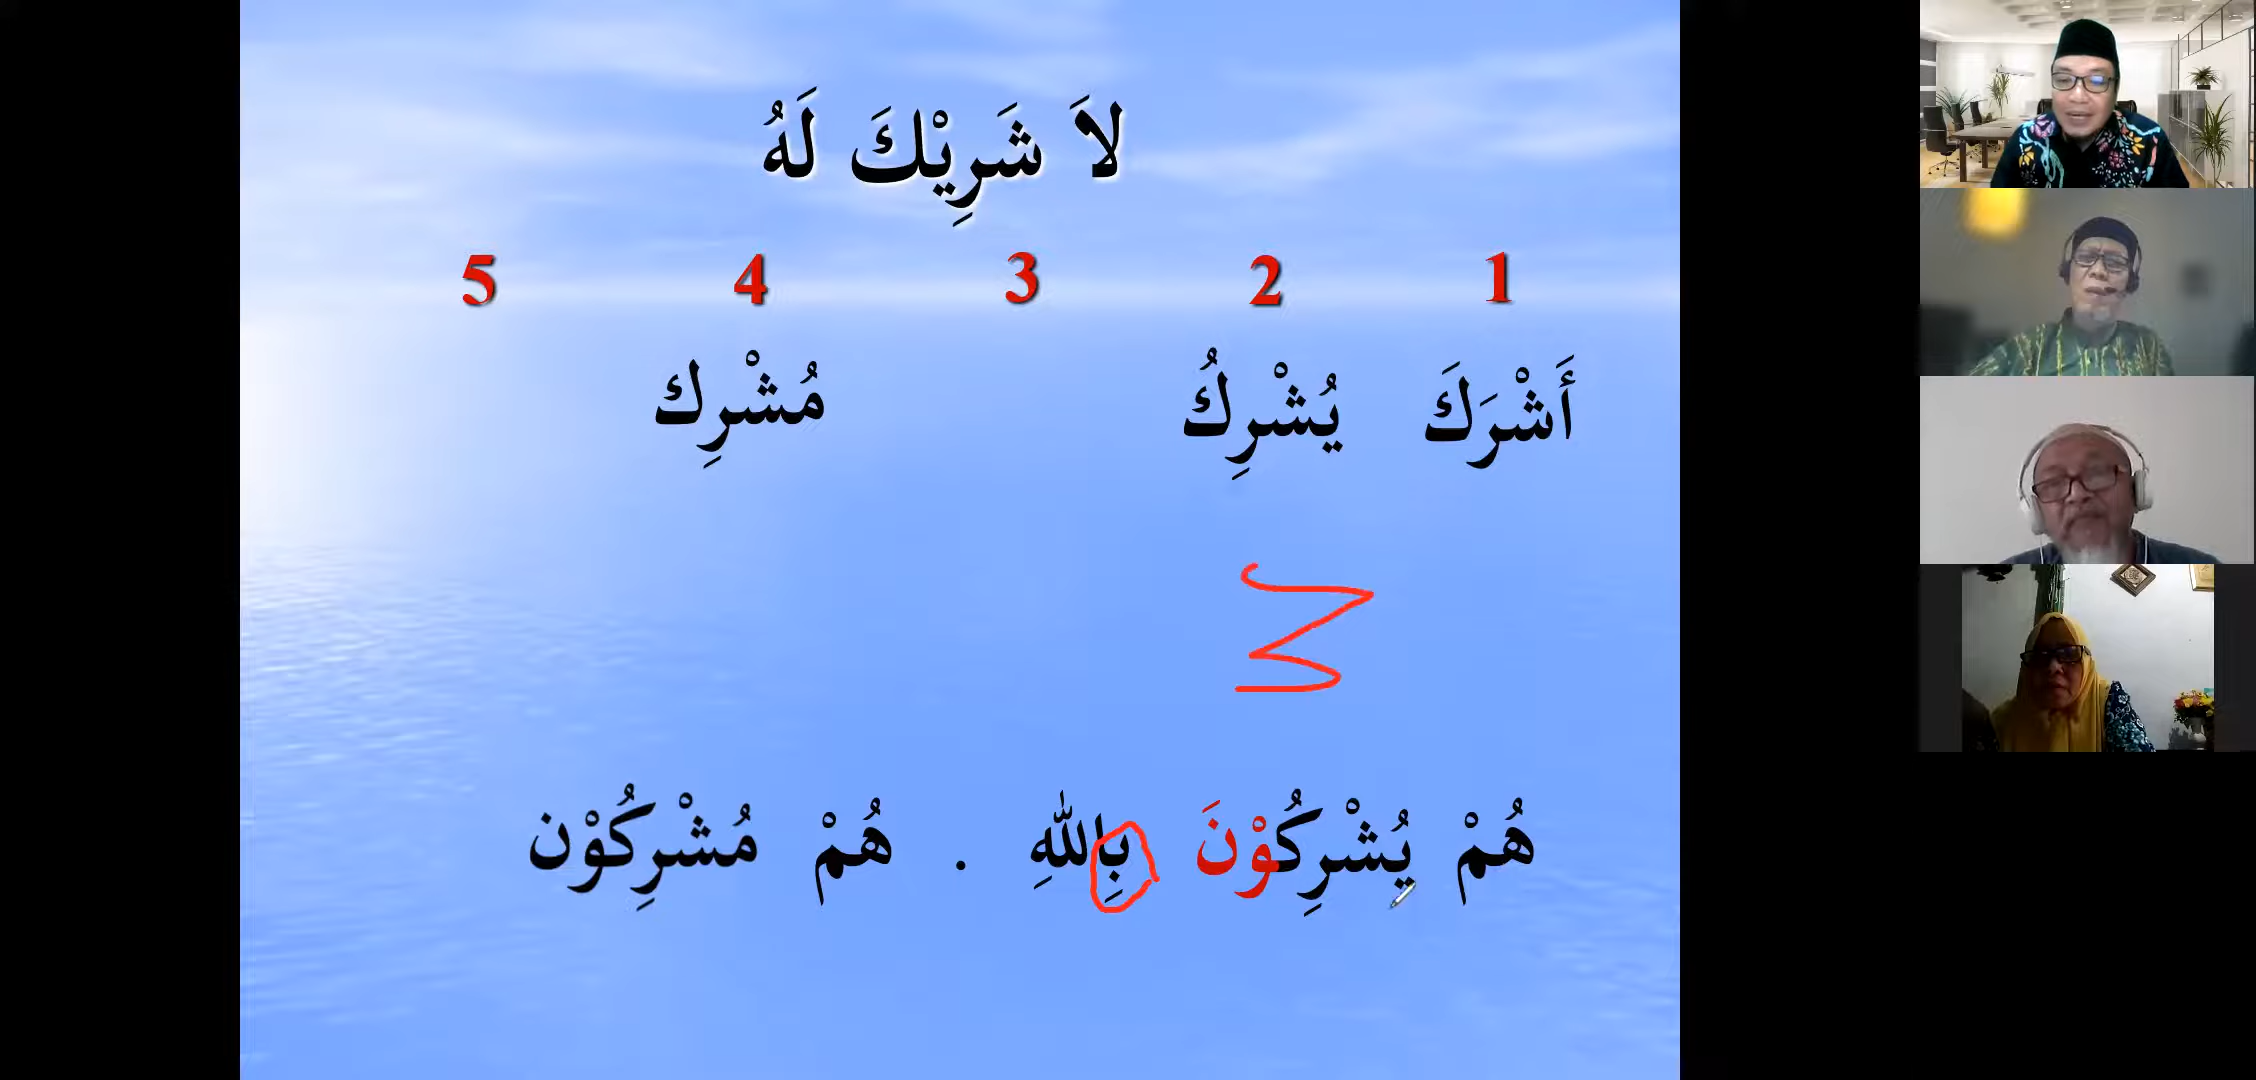 لاَ شَرِيْكَ لَهُ
1 2 3 4 5
أَشْرَكَ يُشْرِكُ مُشْرِك
هُمْ يُشْرِكُوْنَ بِاللهِ . هُمْ مُشْرِكُوْن